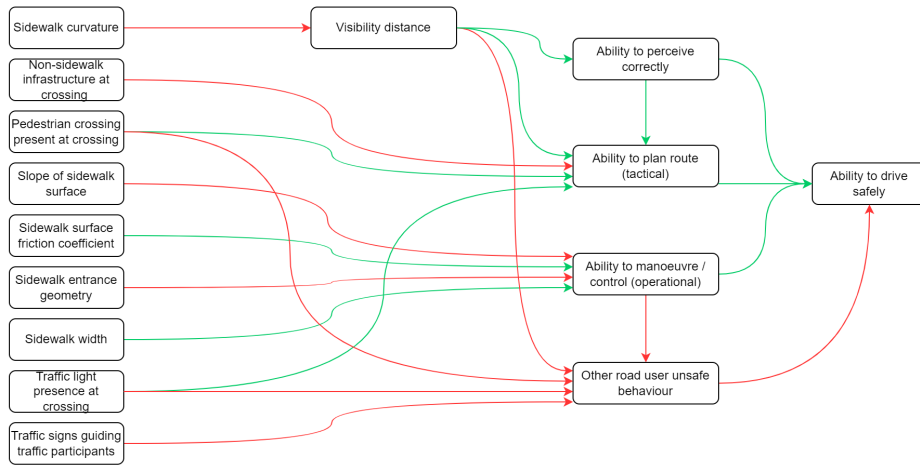 Sidewalk curvature
Non-sidewalk
infrastructure at
crossing
Pedestrian crossing
present at crossing
Slope of sidewalk
surface
Sidewalk surface
friction coefficient
Sidewalk entrance
geometry
Sidewalk width
Traffic light
presence at
crossing
Traffic signs guiding
traffic participants
Visibility distance
Ability to perceive
correctly
Ability to plan route
(tactical)
Ability to manoeuvre /
control (operational)
Other road user unsafe
behaviour
Ability to drive
safely